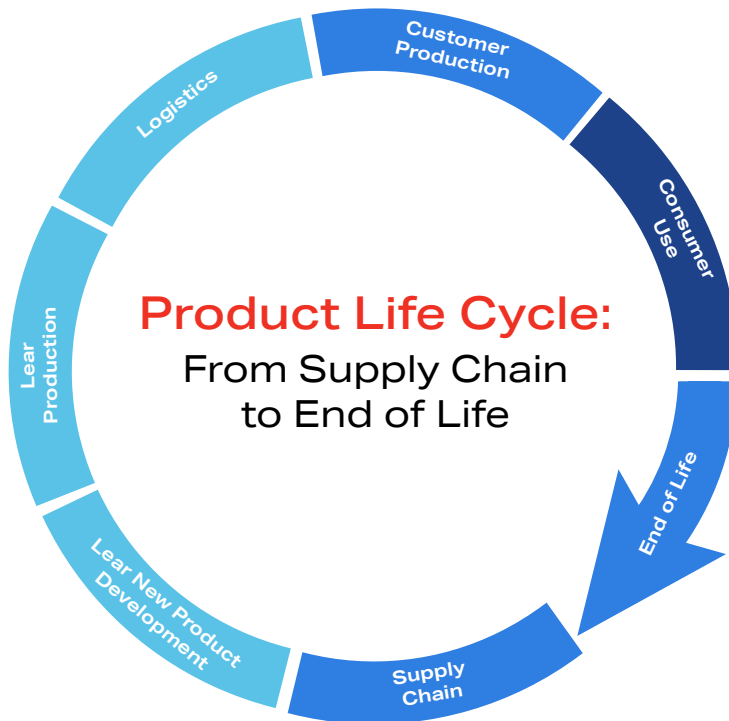 Product Life Cycle:
From Supply Chain
to End of Life
Customer
Production
Consumer
Use
End of Life
Supply
Chain
Lear New Product
Development
Lear
Production
Logistics